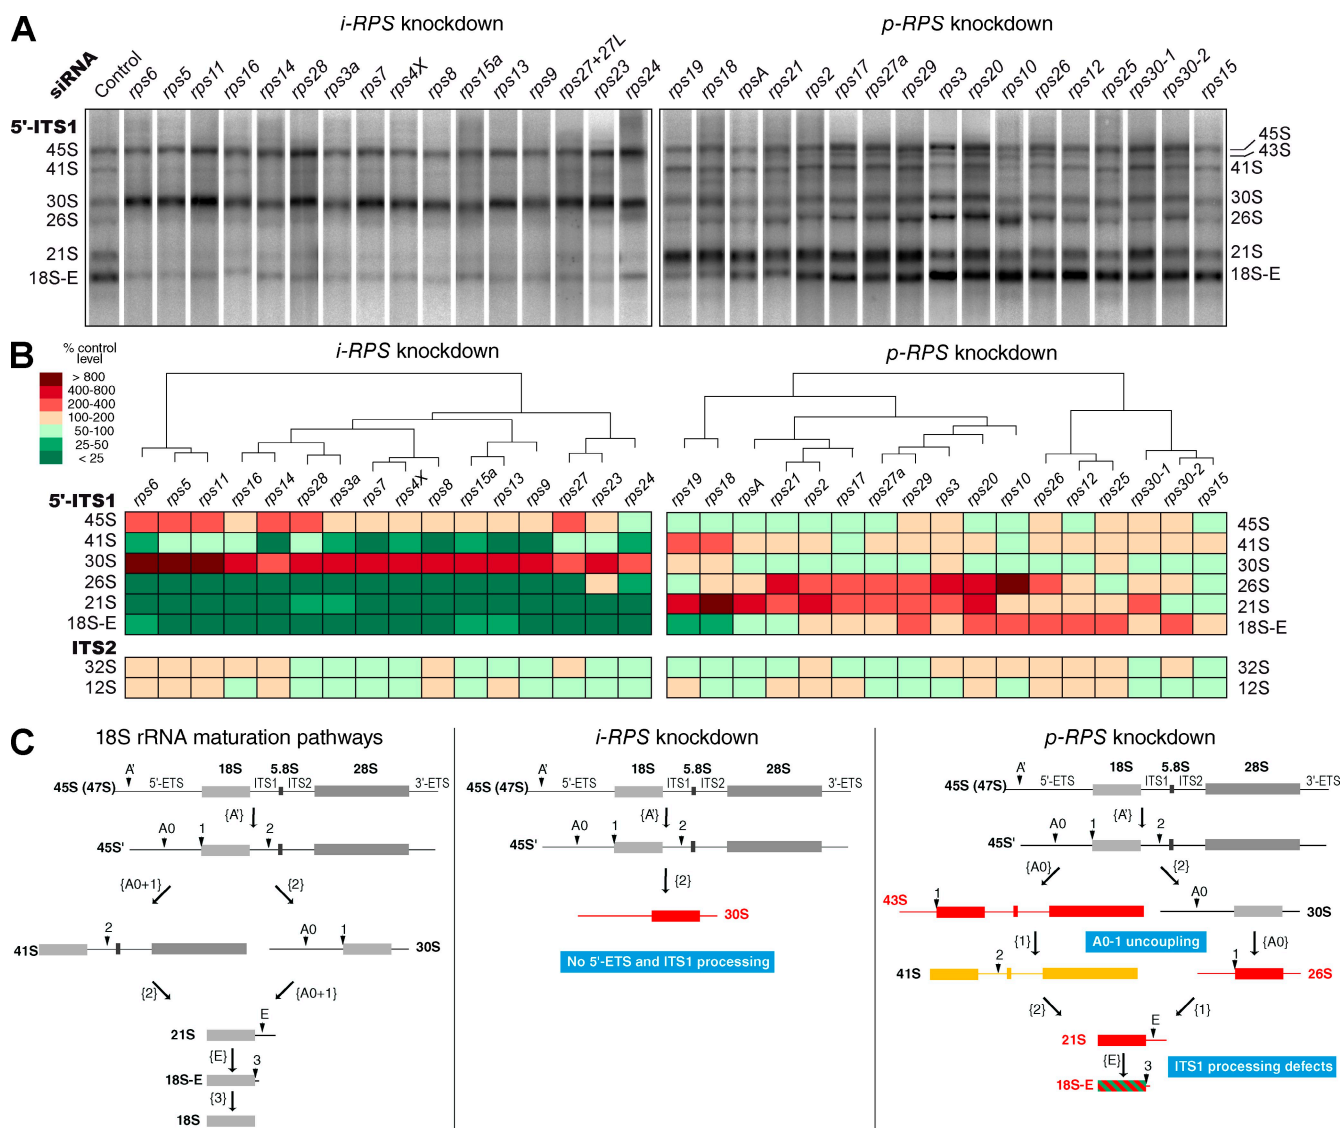 A
i-RPS knockdown
p-RPS knockdown
siRNA
Control
rps6
rps5
rps11
rps16
rps14
rps28
rps3a
rps7
rps4X
rps8
rps15a
rps13
rps9
rps27+27L
rps23
rps24
rps19
rps18
rpsA
rps21
rps2
rps17
rps27a
rps29
rps3
rps20
rps10
rps26
rps12
rps25
rps30-1
rps30-2
rps15
5'-ITS1
45S
41S
30S
26S
21S
18S-E
45S
43S
41S
30S
26S
21S
18S-E
B
% control level
> 800
400-800
200-400
100-200
50-100
25-50
< 25
i-RPS knockdown
p-RPS knockdown
rps6
rps5
rps11
rps16
rps14
rps28
rps3a
rps7
rps4X
rps8
rps15a
rps13
rps9
rps27
rps23
rps24
rps19
rps18
rpsA
rps21
rps2
rps17
rps27a
rps29
rps3
rps20
rps10
rps26
rps12
rps25
rps30-1
rps30-2
rps15
5'-ITS1
45S
41S
30S
26S
21S
18S-E
ITS2
32S
12S
45S
41S
30S
26S
21S
18S-E
32S
12S
C
18S rRNA maturation pathways
A'
18S
5.8S
28S
5'-ETS
ITS1
ITS2
3'-ETS
45S (47S)
{A'}
A0
1
2
45S'
{A0+1}
{2}
2
41S
A0
1
30S
{2}
{A0+1}
21S
E
{E}
18S-E
3
{3}
18S
i-RPS knockdown
A'
18S
5.8S
28S
5'-ETS
ITS1
ITS2
3'-ETS
45S (47S)
{A'}
A0
1
2
45S'
{2}
30S
No 5'-ETS and ITS1 processing
p-RPS knockdown
A'
18S
5.8S
28S
5'-ETS
ITS1
ITS2
3'-ETS
45S (47S)
{A'}
A0
1
2
45S'
{A0}
{2}
43S
1
A0
30S
{1}
A0-1 uncoupling
{A0}
41S
2
1
26S
{2}
{1}
21S
E
{E}
ITS1 processing defects
18S-E
3